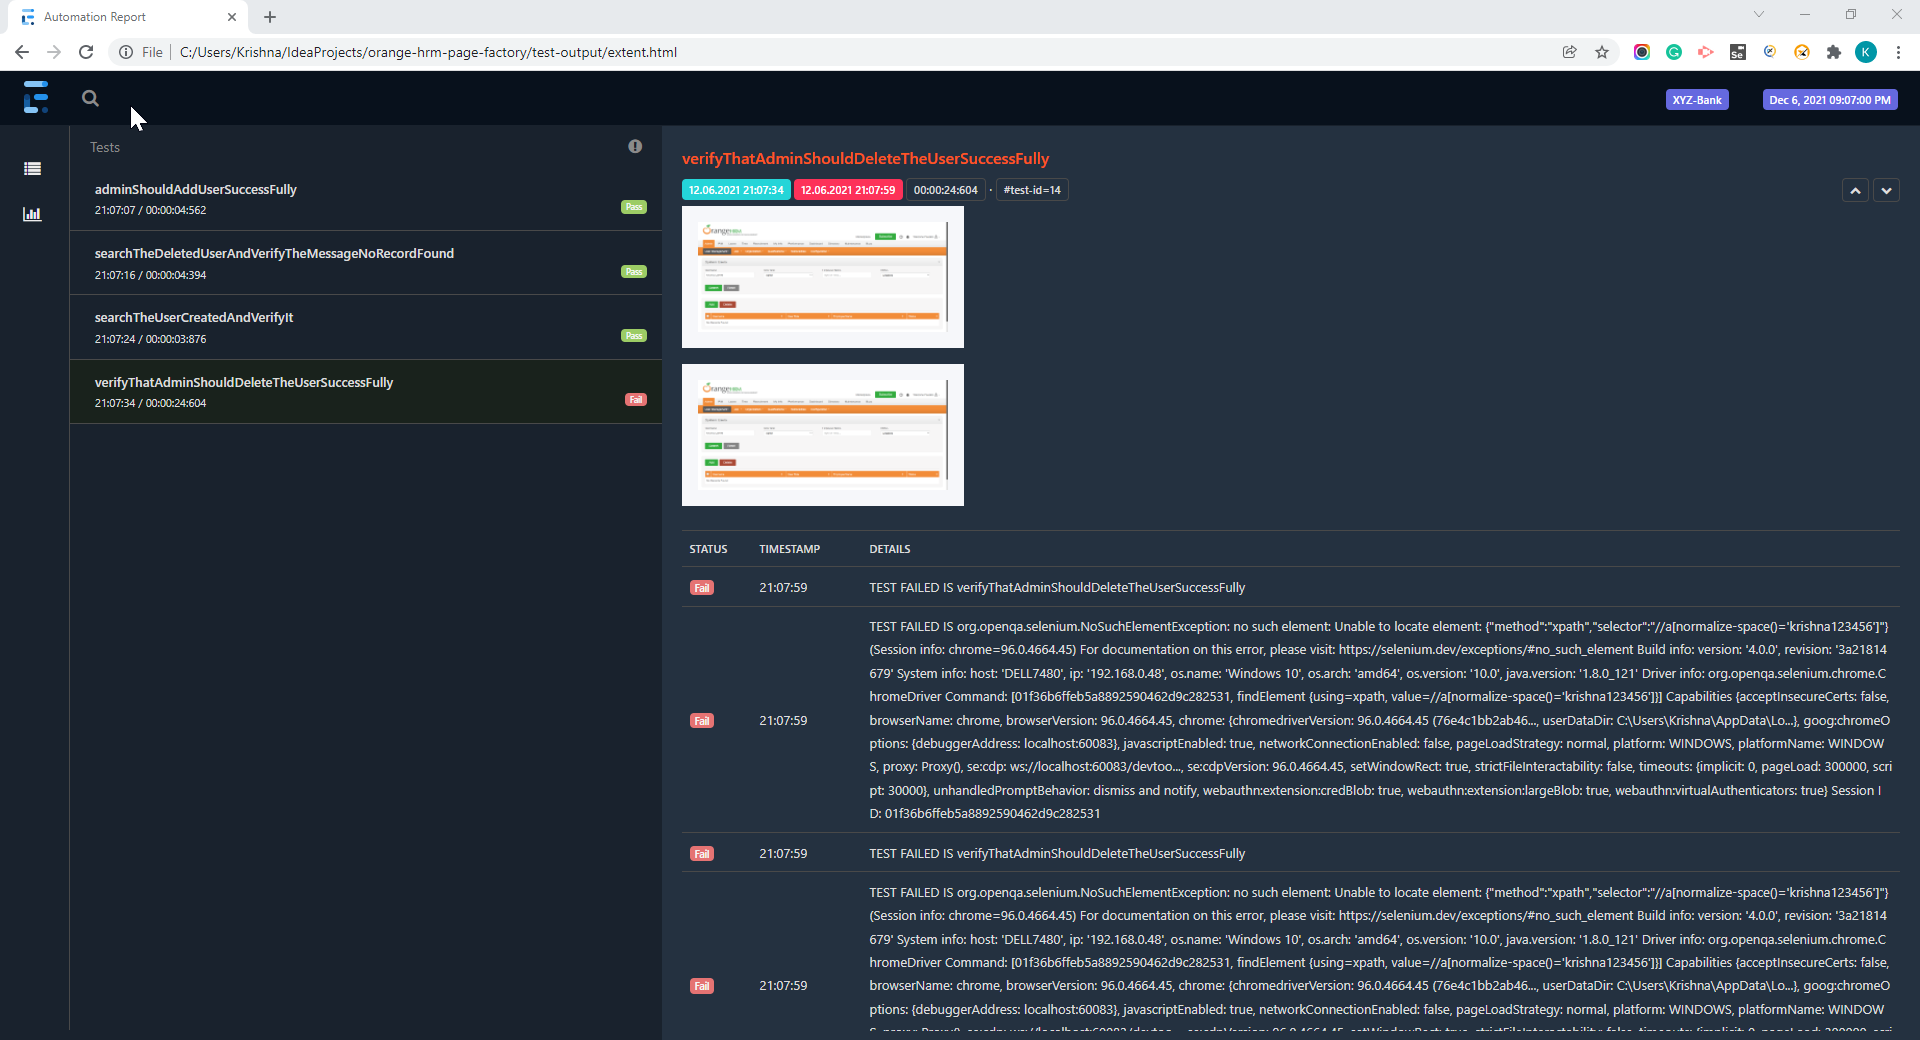 Automation Report
File
C:/Users/Krishna/IdeaProjects/orange-hrm-page-factory/test-output/extent.html
Se
K
XYZ-Bank
Dec 6, 2021 09:07:00 PM
Tests
adminShouldAddUserSuccessFully
21:07:07 / 00:00:04:562
Pass
searchTheDeletedUserAndVerifyTheMessageNoRecordFound
21:07:16 / 00:00:04:394
Pass
searchTheUserCreatedAndVerifyIt
21:07:24 / 00:00:03:876
Pass
verifyThatAdminShouldDeleteTheUserSuccessFully
21:07:34 / 00:00:24:604
Fail
verifyThatAdminShouldDeleteTheUserSuccessFully
12.06.2021 21:07:34 12.06.2021 21:07:59 00:00:24:604 · #test-id=14
STATUS TIMESTAMP DETAILS
Fail 21:07:59 TEST FAILED IS verifyThatAdminShouldDeleteTheUserSuccessFully
TEST FAILED IS org.openqa.selenium.NoSuchElementException: no such element: Unable to locate element: {"method":"xpath","selector":"//a[normalize-space()='krishna123456']"}
(Session info: chrome=96.0.4664.45) For documentation on this error, please visit: https://selenium.dev/exceptions/#no_such_element Build info: version: '4.0.0', revision: '3a21814
679' System info: host: 'DELL7480', ip: '192.168.0.48', os.name: 'Windows 10', os.arch: 'amd64', os.version: '10.0', java.version: '1.8.0_121' Driver info: org.openqa.selenium.chrome.C
hromeDriver Command: [01f36b6ffeb5a8892590462d9c282531, findElement {using=xpath, value=//a[normalize-space()='krishna123456']}] Capabilities {acceptInsecureCerts: false,
Fail 21:07:59 browserName: chrome, browserVersion: 96.0.4664.45, chrome: {chromedriverVersion: 96.0.4664.45 (76e4c1bb2ab46..., userDataDir: C:\Users\Krishna\AppData\Lo...}, goog:chromeO
ptions: {debuggerAddress: localhost:60083}, javascriptEnabled: true, networkConnectionEnabled: false, pageLoadStrategy: normal, platform: WINDOWS, platformName: WINDOW
S, proxy: Proxy(), se:cdp: ws://localhost:60083/devtoo..., se:cdpVersion: 96.0.4664.45, setWindowRect: true, strictFileInteractability: false, timeouts: {implicit: 0, pageLoad: 300000, scri
pt: 30000}, unhandledPromptBehavior: dismiss and notify, webauthn:extension:credBlob: true, webauthn:extension:largeBlob: true, webauthn:virtualAuthenticators: true} Session I
D: 01f36b6ffeb5a8892590462d9c282531
Fail 21:07:59 TEST FAILED IS verifyThatAdminShouldDeleteTheUserSuccessFully
TEST FAILED IS org.openqa.selenium.NoSuchElementException: no such element: Unable to locate element: {"method":"xpath","selector":"//a[normalize-space()='krishna123456']"}
(Session info: chrome=96.0.4664.45) For documentation on this error, please visit: https://selenium.dev/exceptions/#no_such_element Build info: version: '4.0.0', revision: '3a21814
679' System info: host: 'DELL7480', ip: '192.168.0.48', os.name: 'Windows 10', os.arch: 'amd64', os.version: '10.0', java.version: '1.8.0_121' Driver info: org.openqa.selenium.chrome.C
hromeDriver Command: [01f36b6ffeb5a8892590462d9c282531, findElement {using=xpath, value=//a[normalize-space()='krishna123456']}] Capabilities {acceptInsecureCerts: false,
Fail 21:07:59 browserName: chrome, browserVersion: 96.0.4664.45, chrome: {chromedriverVersion: 96.0.4664.45 (76e4c1bb2ab46..., userDataDir: C:\Users\Krishna\AppData\Lo...}, goog:chromeO
ptions: {debuggerAddress: localhost:60083}, javascriptEnabled: true, networkConnectionEnabled: false, pageLoadStrategy: normal, platform: WINDOWS, platformName: WINDOW